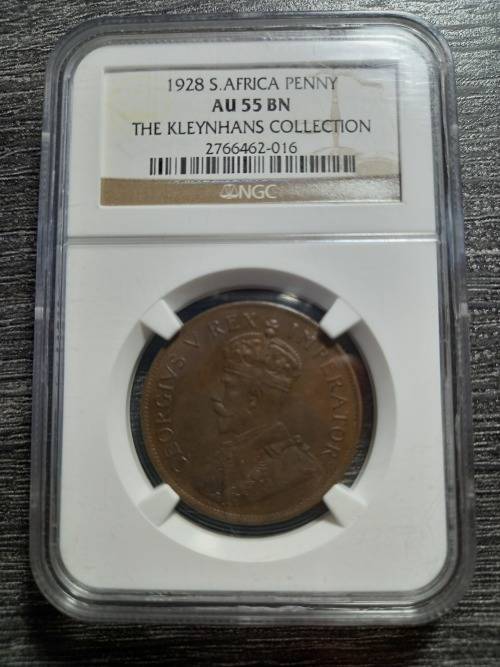 1928 S.AFRICA PENNY
AU 55 BN
THE KLEYNHANS COLLECTION
2766462-016
NGC
GEORGIVS V REX IMPERATOR